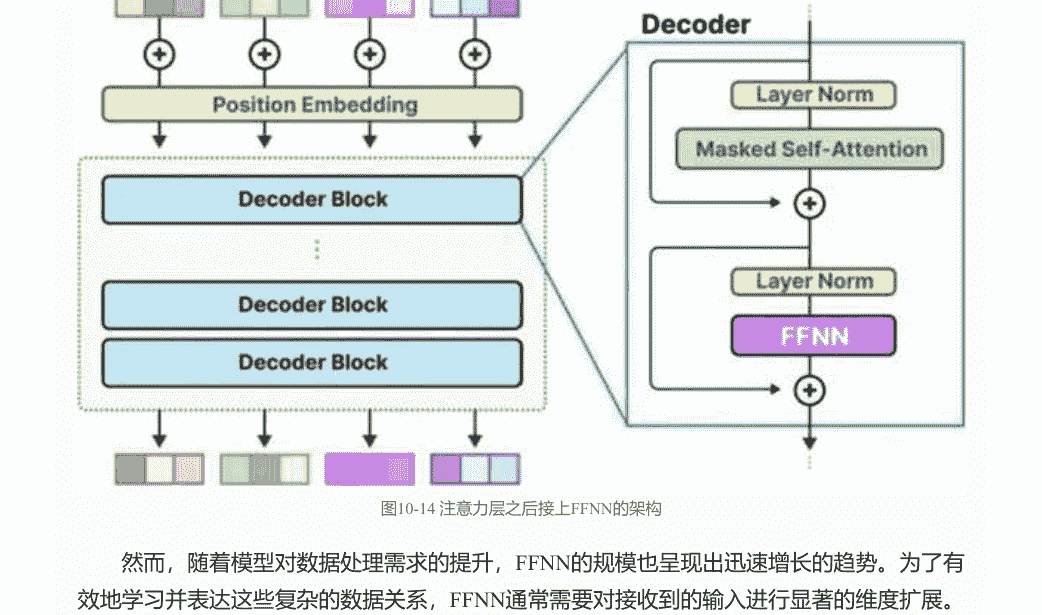 Decoder
Position Embedding
Layer Norm
Masked Self-Attention
Decoder Block
Decoder Block
Decoder Block
Layer Norm
FFNN
图10-14 注意力层之后接上FFNN的架构
然而，随着模型对数据处理需求的提升，FFNN的规模也呈现出迅速增长的趋势。为了有
效地学习并表达这些复杂的数据关系，FFNN通常需要对接收到的输入进行显著的维度扩展。